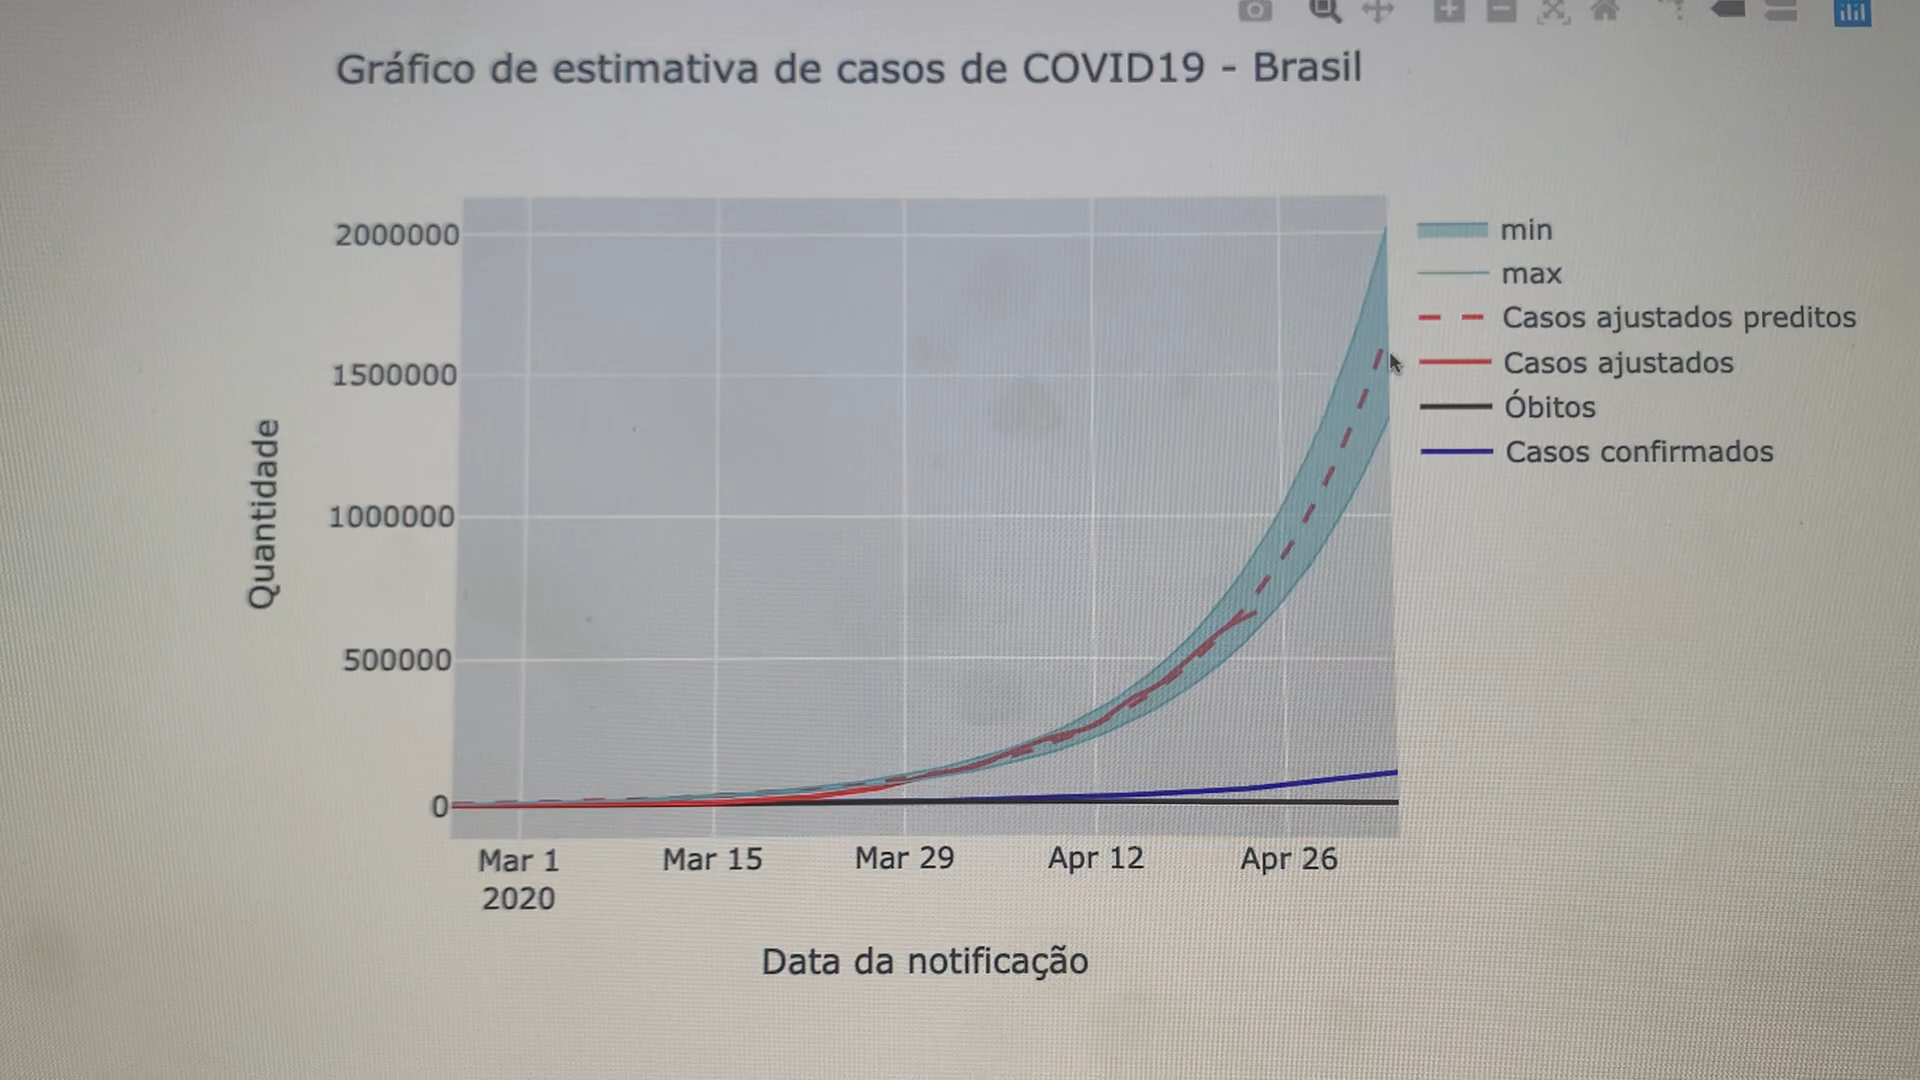 Gráfico de estimativa de casos de COVID19 - Brasil
2000000
1500000
1000000
500000
0
Quantidade
Mar 1
2020
Mar 15
Mar 29
Apr 12
Apr 26
Data da notificação
min
max
Casos ajustados preditos
Casos ajustados
Óbitos
Casos confirmados